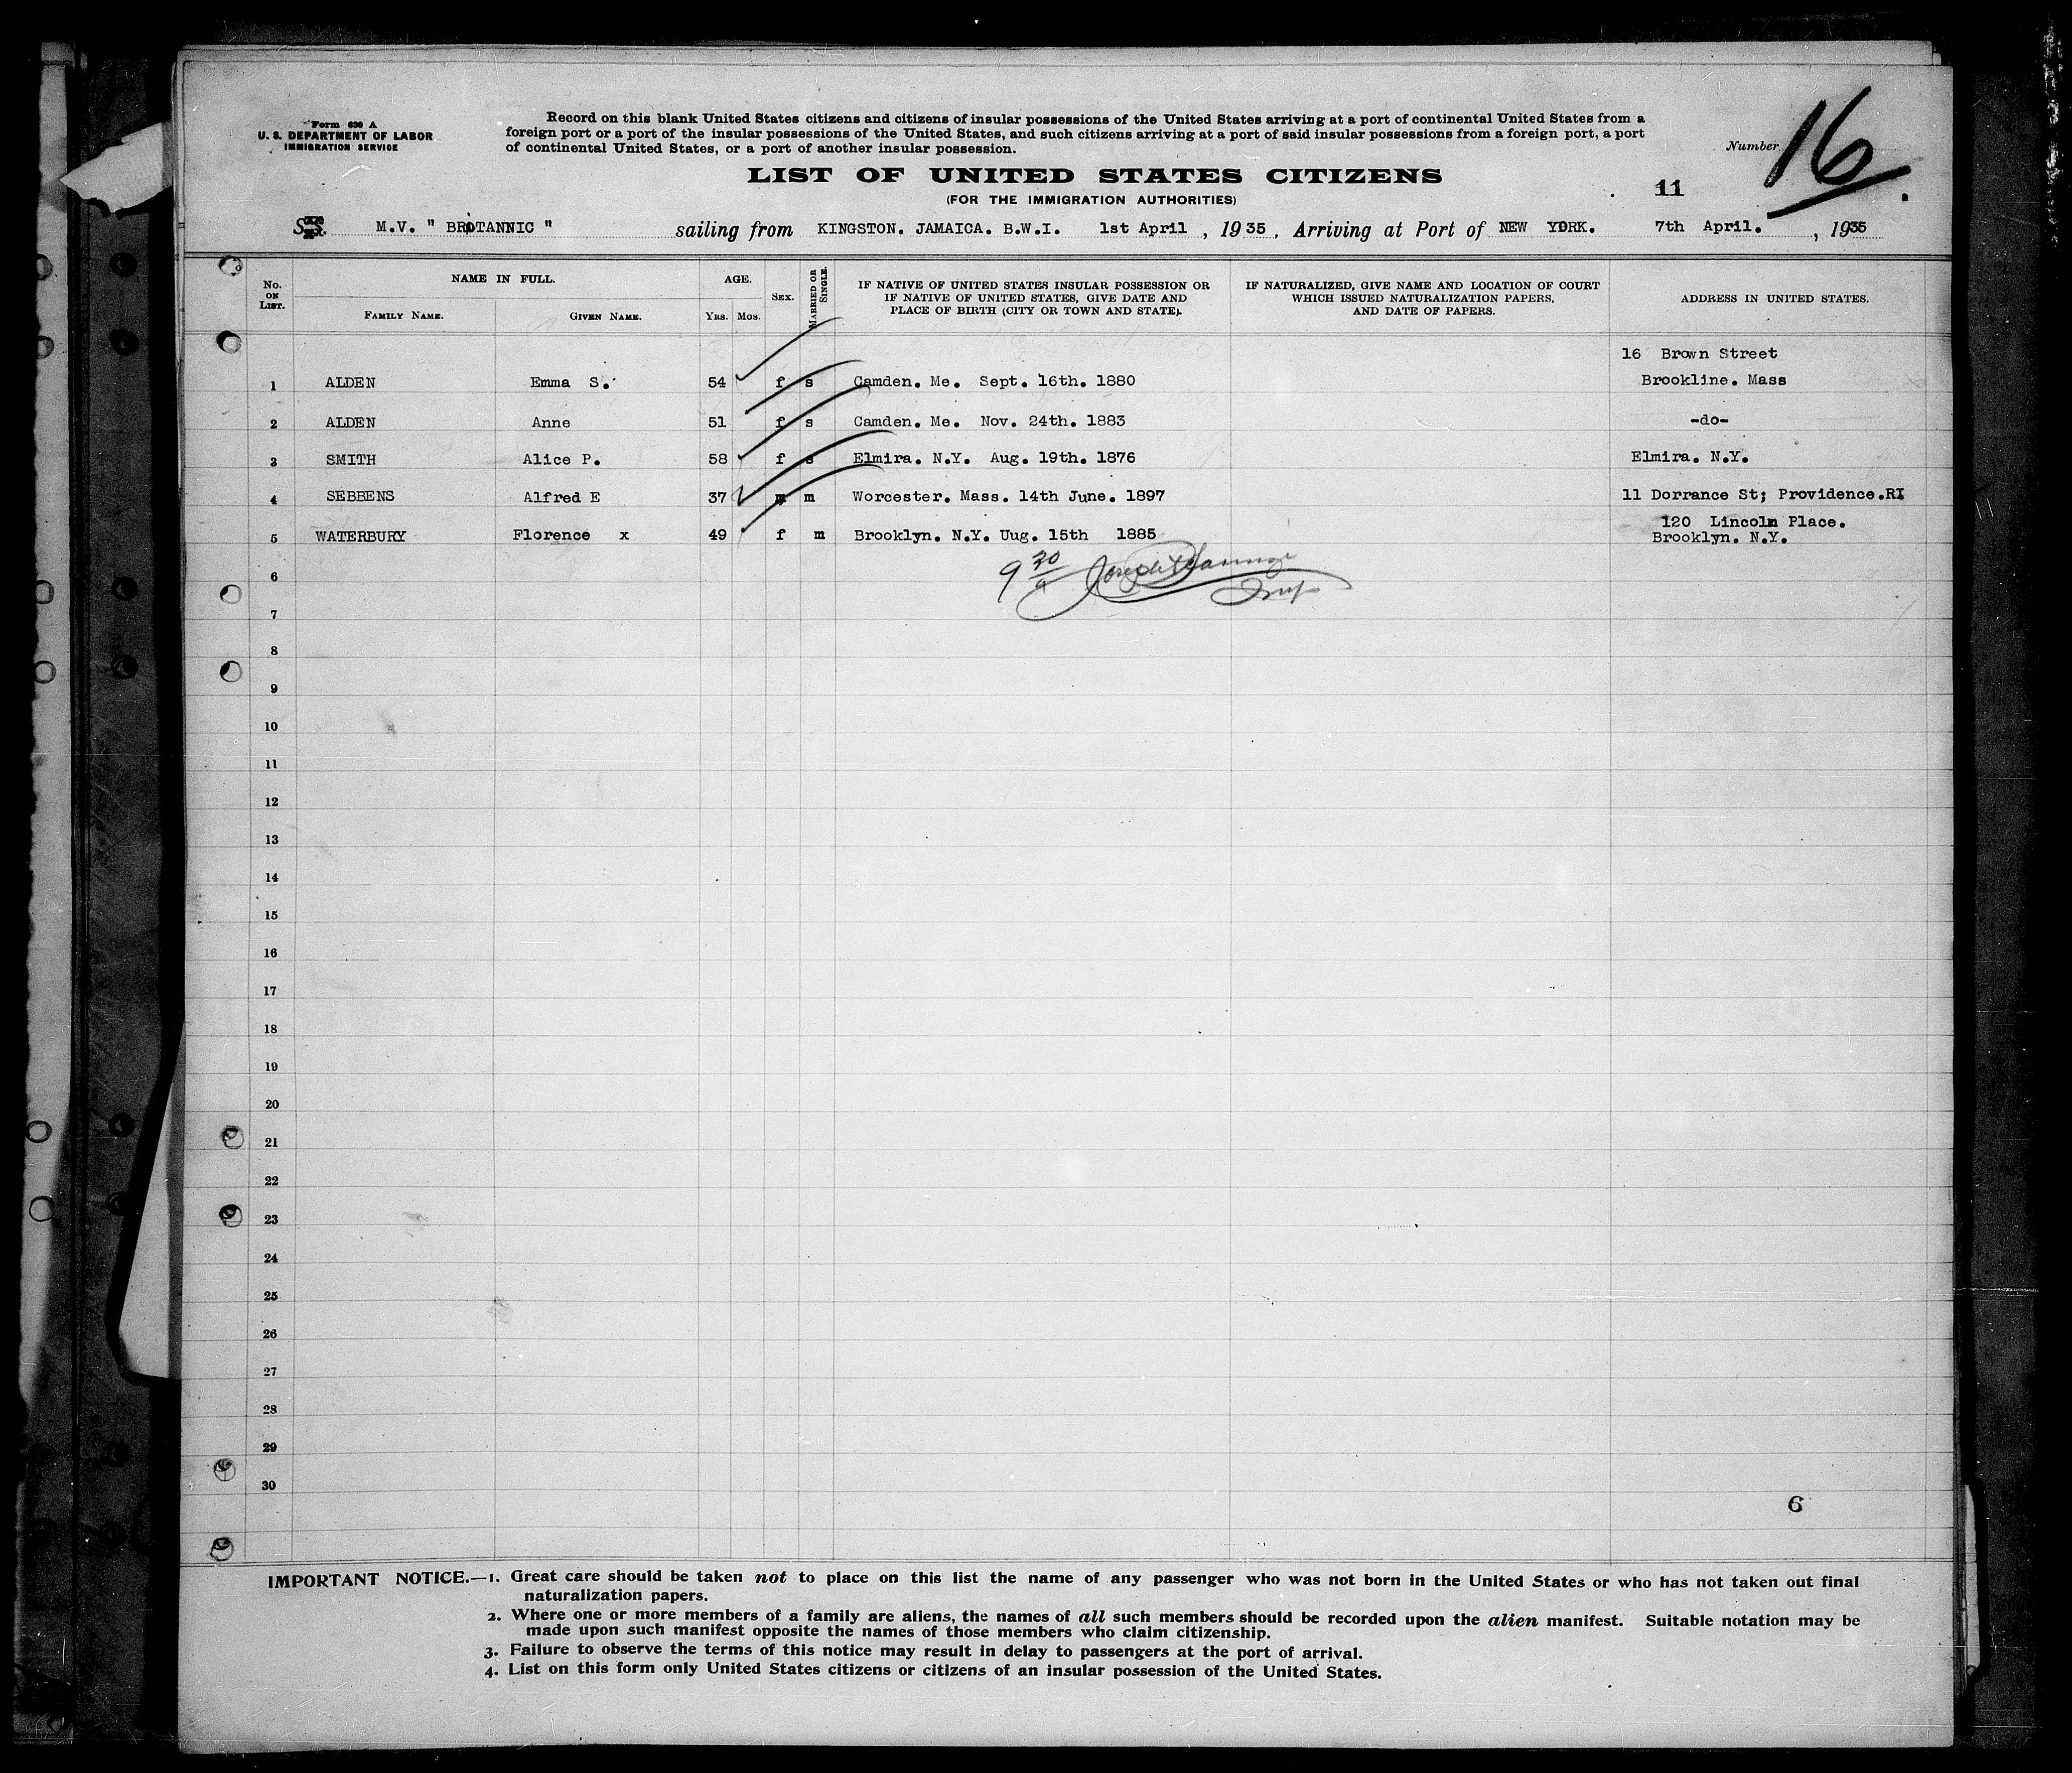 Form 630 A
U. S. DEPARTMENT OF LABOR
IMMIGRATION SERVICE
Record on this blank United States citizens and citizens of insular possessions of the United States arriving at a port of continental United States from a
foreign port or a port of the insular possessions of the United States, and such citizens arriving at a port of said insular possessions from a foreign port, a port
of continental United States, or a port of another insular possession.
Number 16
LIST OF UNITED STATES CITIZENS
11
(FOR THE IMMIGRATION AUTHORITIES)
M.V. " BRITANNIC " sailing from KINGSTON. JAMAICA. B.W.I. 1st April , 1935 , Arriving at Port of NEW YORK. 7th April. , 1935
No. ON LIST.
NAME IN FULL.
FAMILY NAME. GIVEN NAME.
AGE.
YRS. MOS.
SEX.
MARRIED OR SINGLE.
IF NATIVE OF UNITED STATES INSULAR POSSESSION OR
IF NATIVE OF UNITED STATES, GIVE DATE AND
PLACE OF BIRTH (CITY OR TOWN AND STATE).
IF NATURALIZED, GIVE NAME AND LOCATION OF COURT
WHICH ISSUED NATURALIZATION PAPERS,
AND DATE OF PAPERS.
ADDRESS IN UNITED STATES.
16 Brown Street
1 ALDEN Emma S. 54 f s Camden. Me. Sept. 16th. 1880 Brookline. Mass
2 ALDEN Anne 51 f s Camden. Me. Nov. 24th. 1883 -do-
3 SMITH Alice P. 58 f s Elmira. N.Y. Aug. 19th. 1876 Elmira. N.Y.
4 SEBBENS Alfred E 37 m m Worcester. Mass. 14th June. 1897 11 Dorrance St; Providence.RI
120 Lincoln Place.
5 WATERBURY Florence x 49 f m Brooklyn. N.Y. Uug. 15th 1885 Brooklyn. N.Y.
9 30
6
7
8
9
10
11
12
13
14
15
16
17
18
19
20
21
22
23
24
25
26
27
28
29
30
6
IMPORTANT NOTICE.—1. Great care should be taken not to place on this list the name of any passenger who was not born in the United States or who has not taken out final
naturalization papers.
2. Where one or more members of a family are aliens, the names of all such members should be recorded upon the alien manifest. Suitable notation may be
made upon such manifest opposite the names of those members who claim citizenship.
3. Failure to observe the terms of this notice may result in delay to passengers at the port of arrival.
4. List on this form only United States citizens or citizens of an insular possession of the United States.